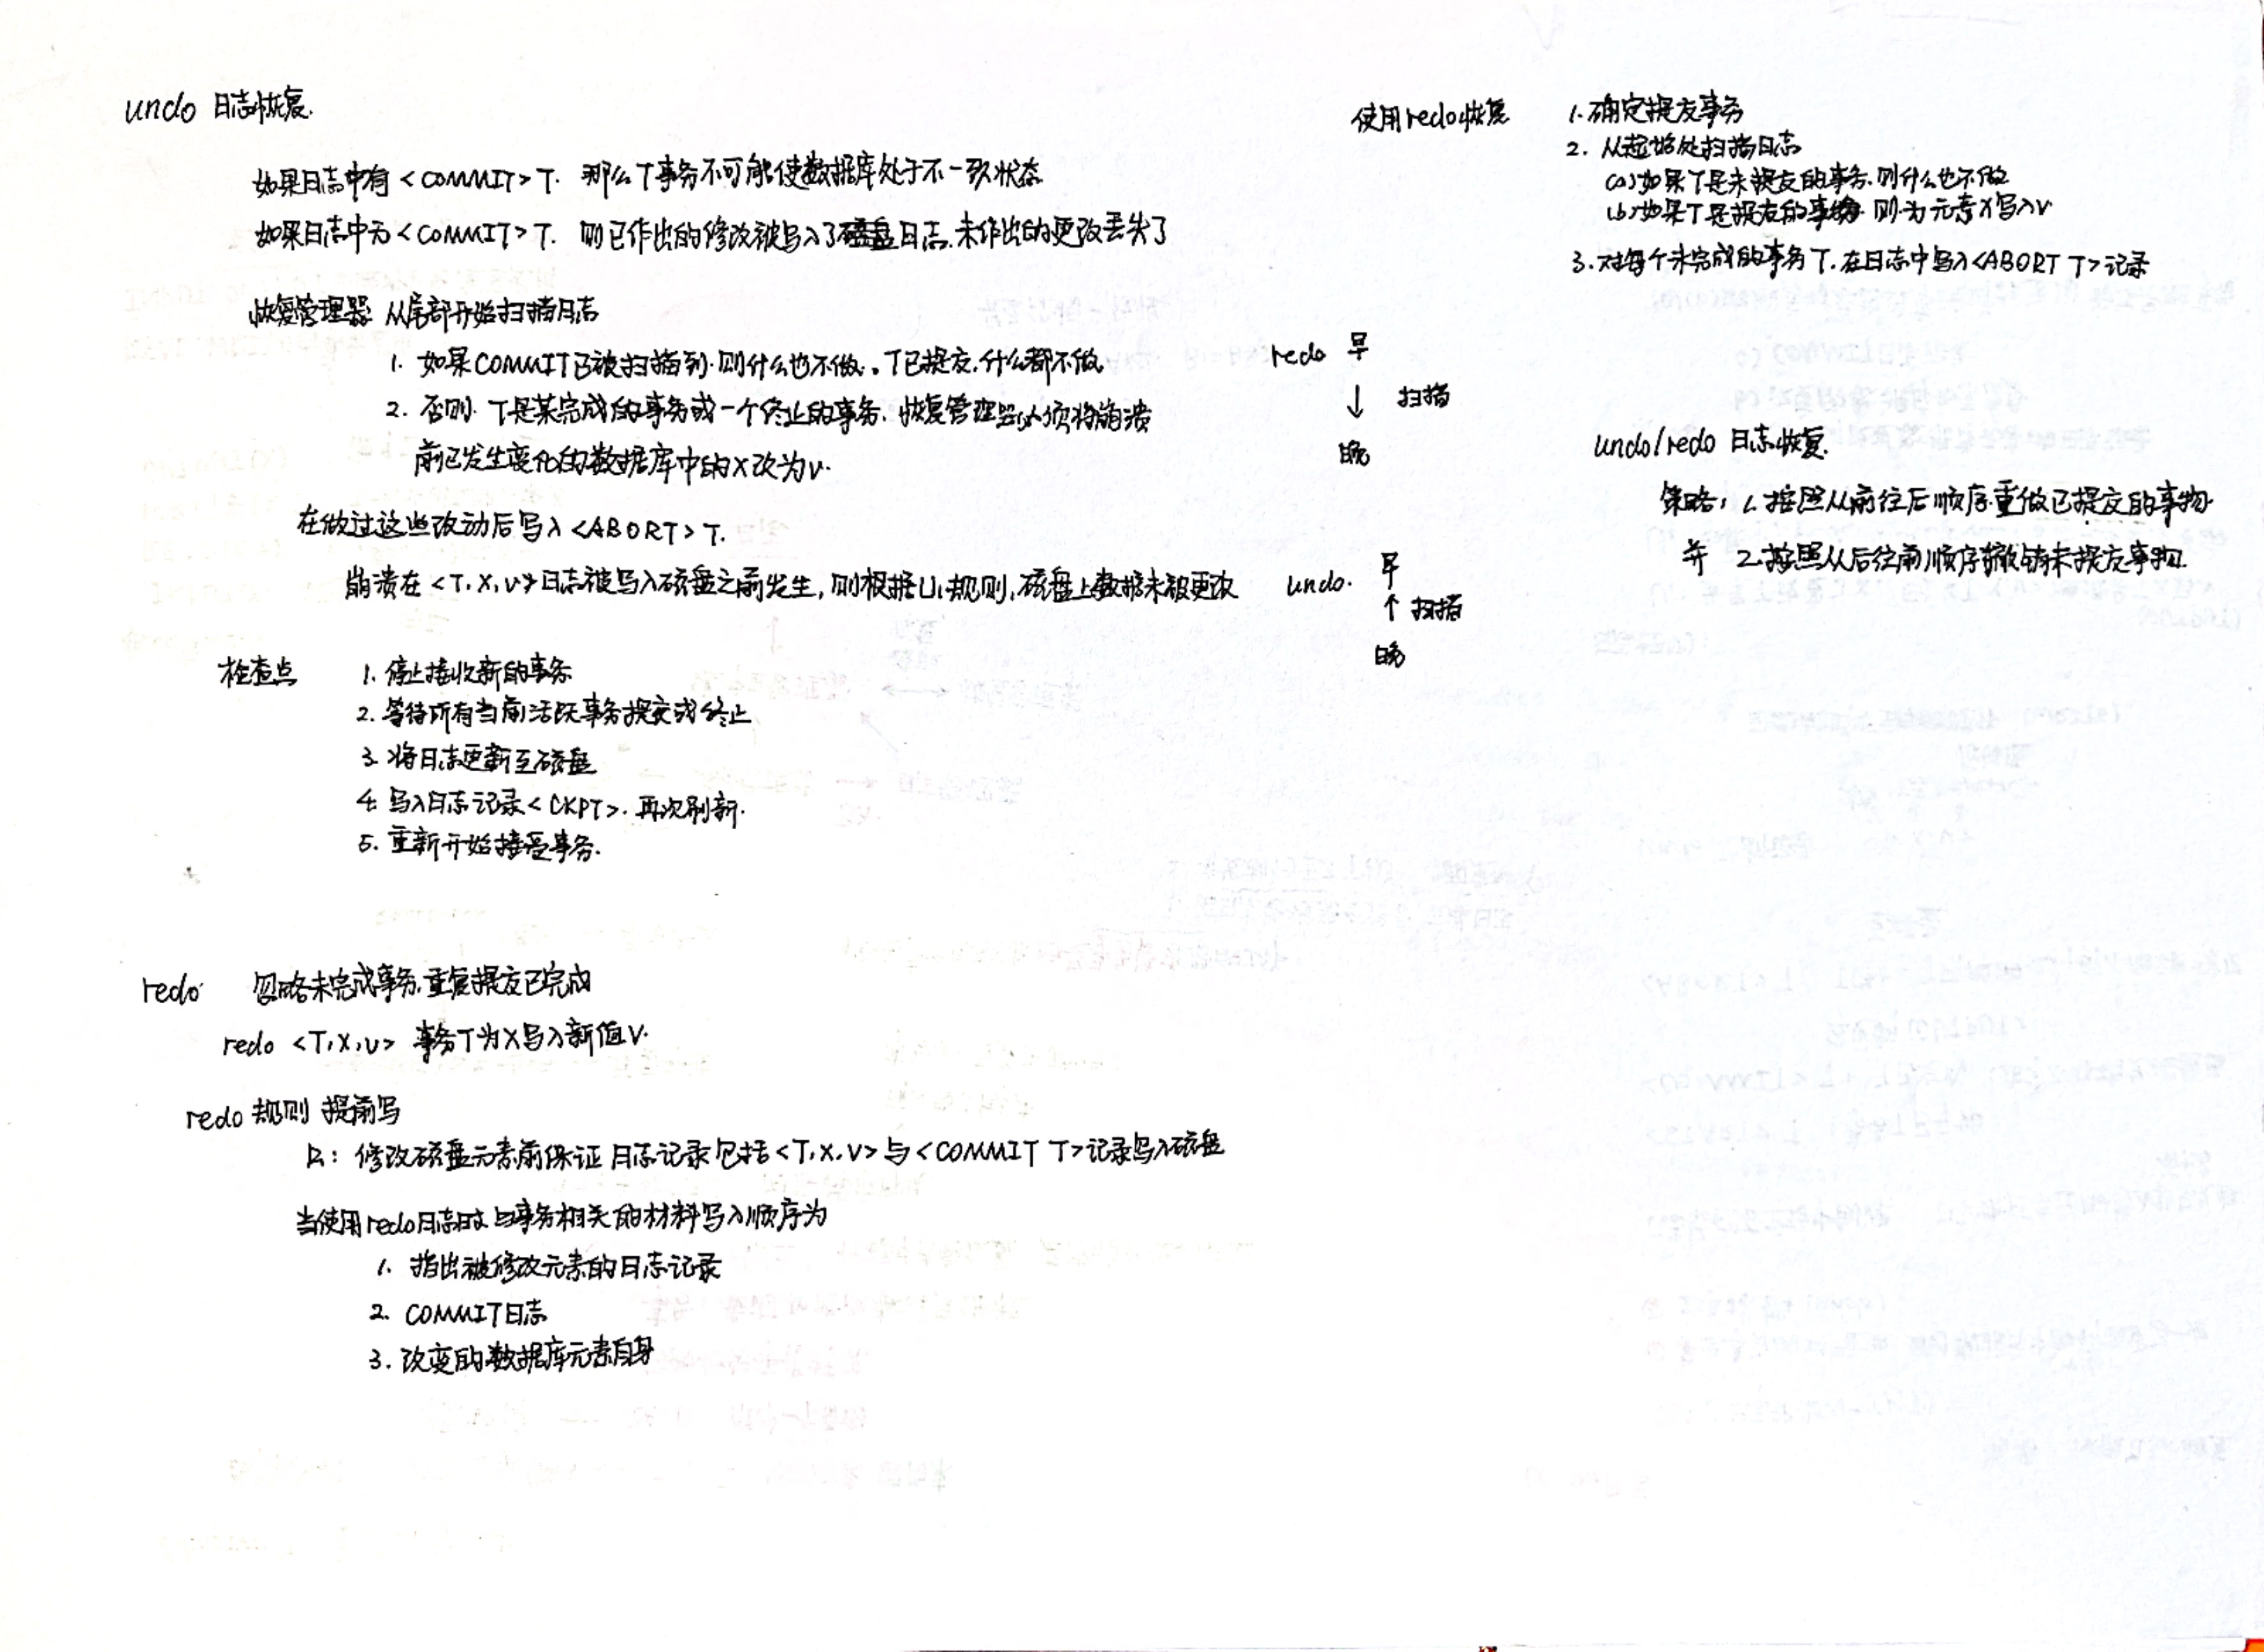 undo 日志恢复.
如果日志中有<COMMIT>T. 那么T事务不可能使数据库处于不一致状态
如果日志中无<COMMIT>T. 则已作出的修改被写入了磁盘日志.未作出的更改丢失了
恢复管理器 从尾部开始扫描日志
1. 如果COMMIT已被扫描到.则什么也不做.。T已提交.什么都不做
2. 否则. T是某完成的事务或一个终止的事务. 恢复管理器必须将崩溃
前已发生变化的数据库中的X改为V.
在做过这些改动后写入<ABORT>T.
崩溃在<T,X,V>日志被写入磁盘之前发生,则根据U1规则,磁盘上数据未被更改
检查点 1. 停止接收新的事务
2. 等待所有当前活跃事务提交或终止
3. 将日志更新至磁盘
4. 写入日志记录<CKPT>. 再次刷新.
5. 重新开始接受事务.
redo 忽略未完成事务.重复提交已完成
redo <T,X,V> 事务T为X写入新值V.
redo 规则 提前写
R1: 修改磁盘元素前保证 日志记录包括<T,X,V>与<COMMIT T>记录写入磁盘
当使用redo日志时 与事务相关的材料写入顺序为
1. 指出被修改元素的日志记录
2. COMMIT日志
3. 改变的数据库元素自身
使用redo恢复 1. 确定提交事务
2. 从起始处扫描日志
(a)如果T是未提交的事务.则什么也不做
(b)如果T是提交的事物. 则.为元素X写入V
3. 对每个未完成的事务T.在日志中写入<ABORT T>记录
redo 早
↓ 扫描
晚
undo. 早
↑ 扫描
晚
undo/redo 日志恢复.
策略: 1. 按照从前往后顺序.重做已提交的事物
并 2. 按照从后往前顺序撤销未提交事物.